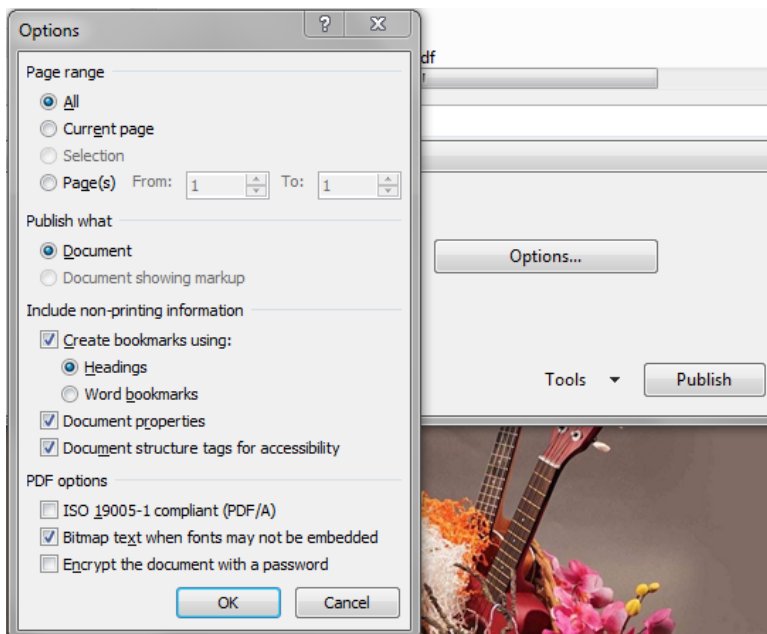 Options
df
Page range
All
Current page
Selection
Page(s) From: 1 To: 1
Publish what
Document
Document showing markup
Options...
Include non-printing information
Create bookmarks using:
Headings
Word bookmarks
Tools Publish
Document properties
Document structure tags for accessibility
PDF options
ISO 19005-1 compliant (PDF/A)
Bitmap text when fonts may not be embedded
Encrypt the document with a password
OK Cancel